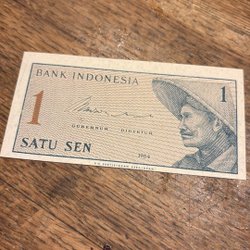 BANK INDONESIA
1
1
GUBERNUR DIREKTUR
SATU SEN
1964